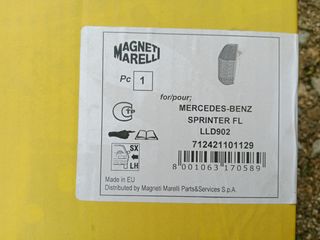 MAGNETI
MARELLI
Pc 1
for/pour:
MERCEDES-BENZ
SPRINTER FL
LLD902
712421101129
8 001063 170589
C TP
SX
LH
Made in EU
Distributed by Magneti Marelli Parts&Services S.p.A.